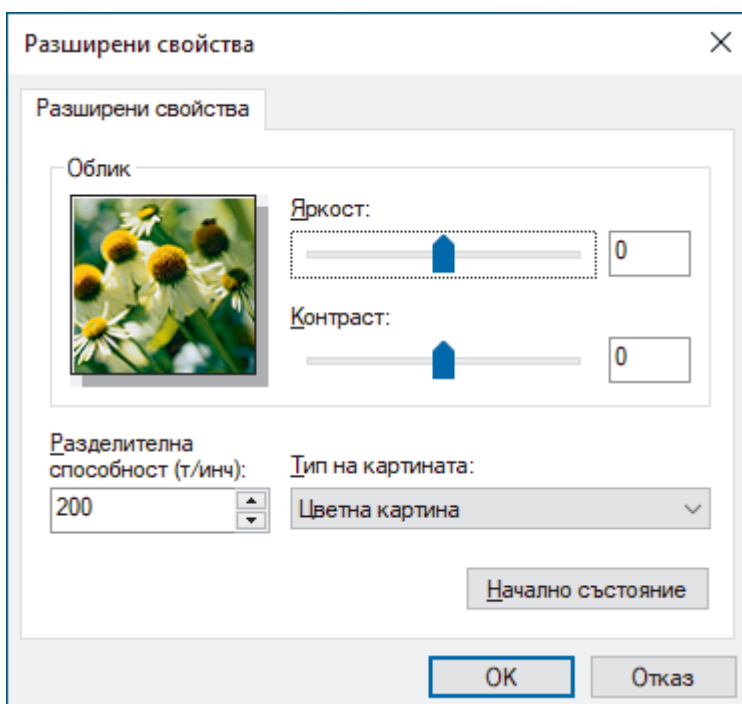 Разширени свойства
Разширени свойства
Облик
Яркост:
0
Контраст:
0
Разделителна
способност (т/инч):
200
Тип на картината:
Цветна картина
Начално състояние
OK
Отказ